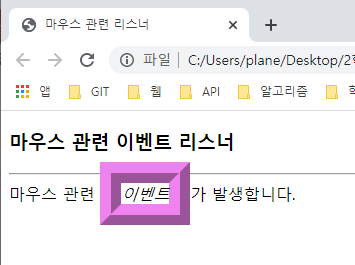 마우스 관련 리스너
파일 C:/Users/plane/Desktop/2
앱 GIT 웹 API 알고리즘
마우스 관련 이벤트 리스너
마우스 관련 이벤트 가 발생합니다.